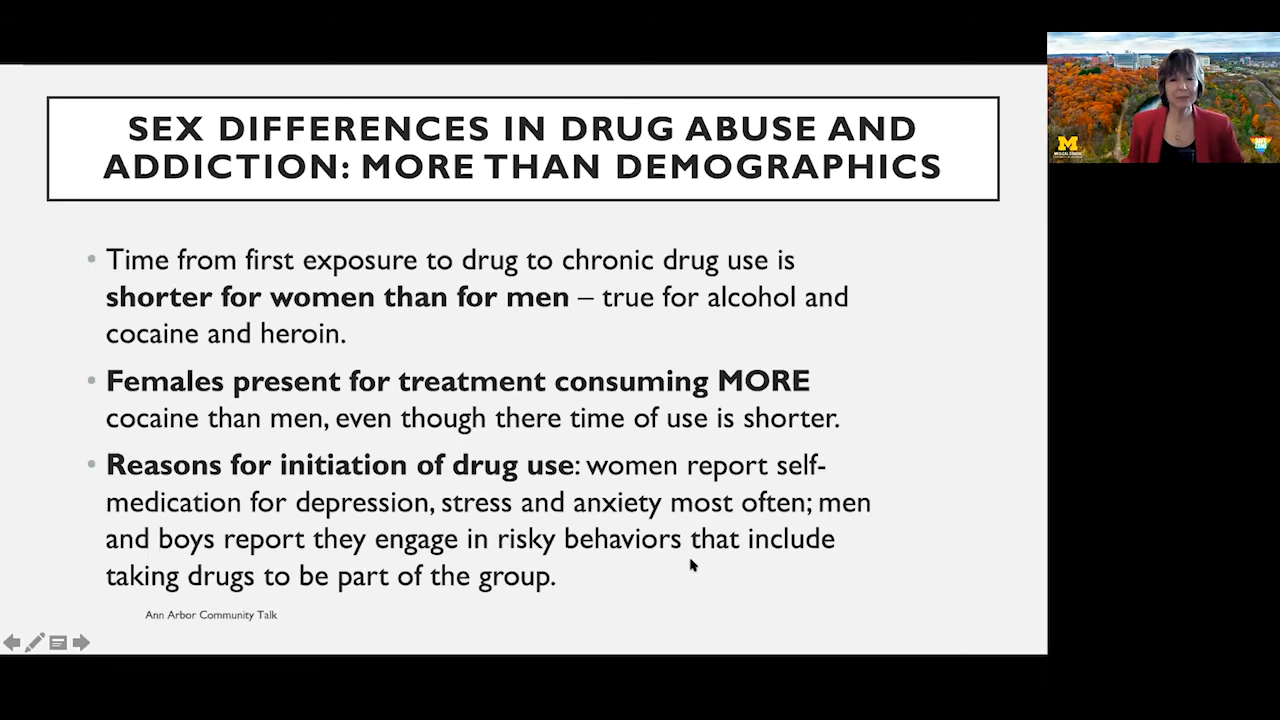 SEX DIFFERENCES IN DRUG ABUSE AND
ADDICTION: MORE THAN DEMOGRAPHICS
• Time from first exposure to drug to chronic drug use is
shorter for women than for men – true for alcohol and
cocaine and heroin.
• Females present for treatment consuming MORE
cocaine than men, even though there time of use is shorter.
• Reasons for initiation of drug use: women report self-
medication for depression, stress and anxiety most often; men
and boys report they engage in risky behaviors that include
taking drugs to be part of the group.
Ann Arbor Community Talk
M
MEDICAL SCHOOL